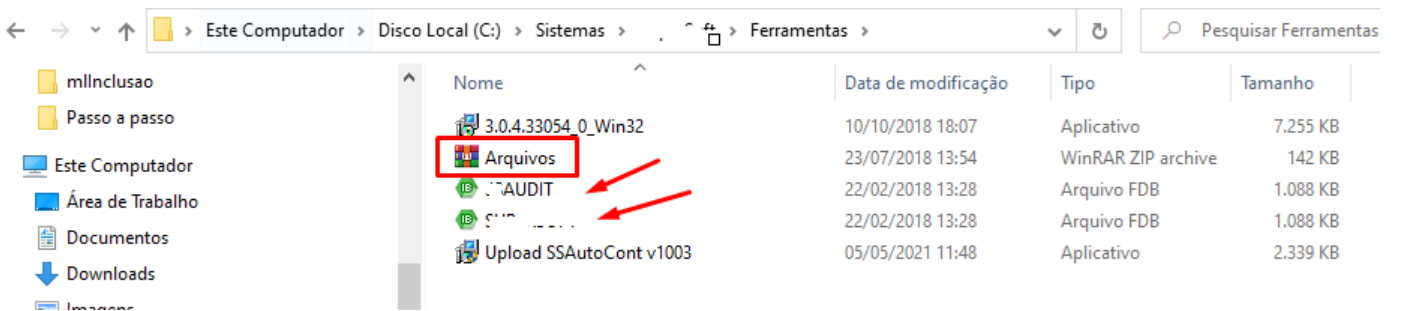 Este Computador > Disco Local (C:) > Sistemas > > Ferramentas >
Pesquisar Ferramentas
mlInclusao
Passo a passo
Este Computador
Área de Trabalho
Documentos
Downloads
Imagens
Nome Data de modificação Tipo Tamanho
3.0.4.33054_0_Win32 10/10/2018 18:07 Aplicativo 7.255 KB
Arquivos 23/07/2018 13:54 WinRAR ZIP archive 142 KB
AUDIT 22/02/2018 13:28 Arquivo FDB 1.088 KB
22/02/2018 13:28 Arquivo FDB 1.088 KB
Upload SSAutoCont v1003 05/05/2021 11:48 Aplicativo 2.339 KB